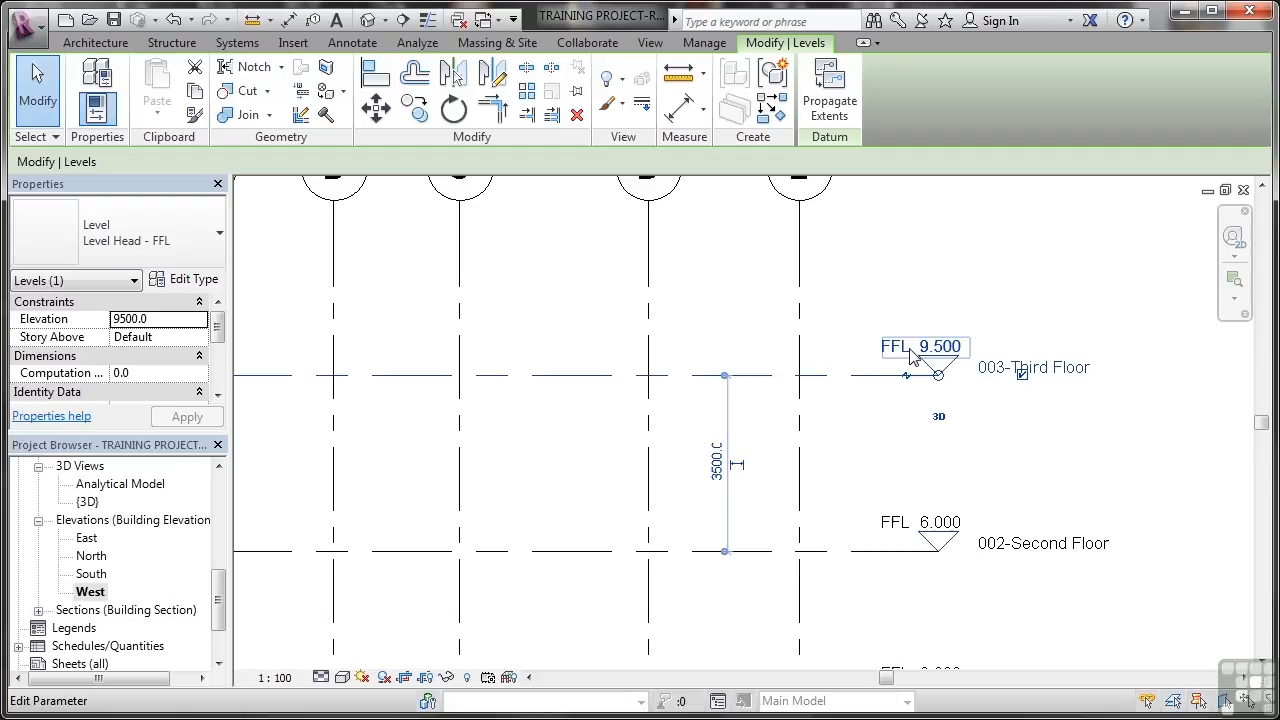 TRAINING PROJECT-R...
Type a keyword or phrase
Sign In
Architecture
Structure
Systems
Insert
Annotate
Analyze
Massing & Site
Collaborate
View
Manage
Modify | Levels
Modify
Properties
Paste
Notch
Cut
Join
Propagate
Extents
Select
Properties
Clipboard
Geometry
Modify
View
Measure
Create
Datum
Modify | Levels
Properties
Level
Level Head - FFL
Levels (1)
Edit Type
Constraints
Elevation 9500.0
Story Above Default
Dimensions
Computation ... 0.0
Identity Data
Properties help
Apply
Project Browser - TRAINING PROJECT...
3D Views
Analytical Model
{3D}
Elevations (Building Elevation
East
North
South
West
Sections (Building Section)
Legends
Schedules/Quantities
Sheets (all)
FFL 9.500
003-Third Floor
3D
3500.0
FFL 6.000
002-Second Floor
2D
1 : 100
Edit Parameter
:0
Main Model